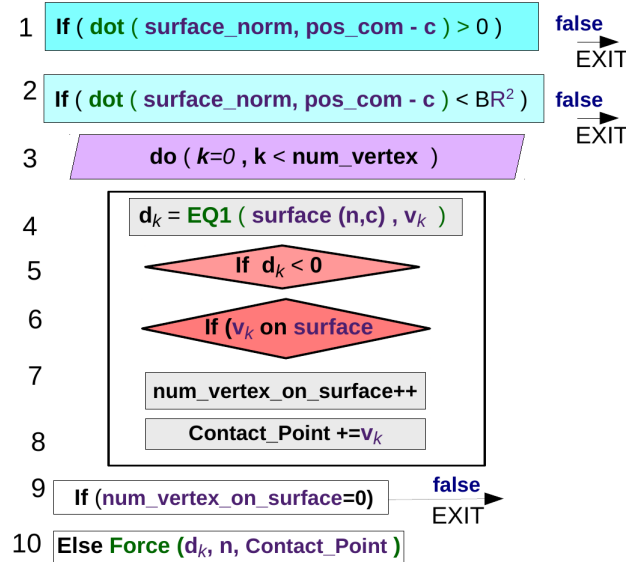 1 If ( dot ( surface_norm, pos_com - c ) > 0 ) false
EXIT
2 If ( dot ( surface_norm, pos_com - c ) < BR² ) false
EXIT
3 do ( k=0 , k < num_vertex )
4 dₖ = EQ1 ( surface (n,c) , vₖ )
5 If dₖ < 0
6 If (vₖ on surface
7 num_vertex_on_surface++
8 Contact_Point +=vₖ
9 If (num_vertex_on_surface=0) false
EXIT
10 Else Force (dₖ, n, Contact_Point )